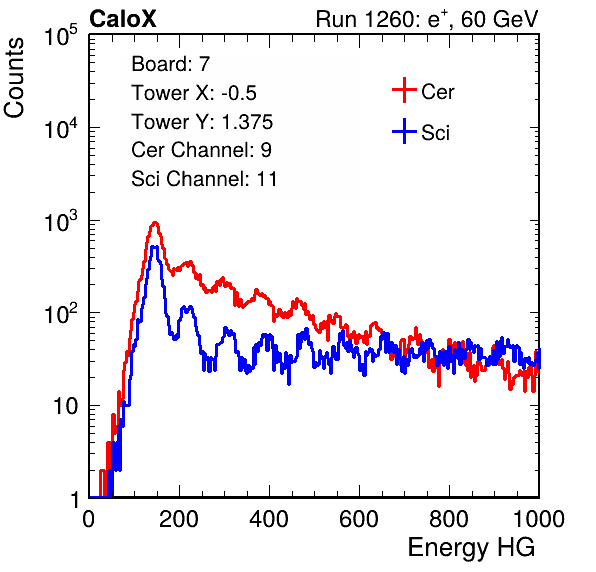 CaloX Run 1260: e⁺, 60 GeV
Counts
10⁵
10⁴
10³
10²
10
1
Board: 7
Tower X: -0.5
Tower Y: 1.375
Cer Channel: 9
Sci Channel: 11
Cer
Sci
0 200 400 600 800 1000
Energy HG